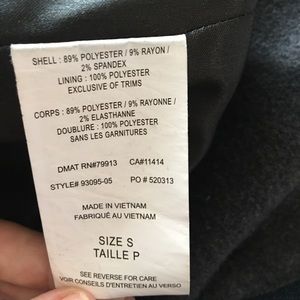 SHELL : 89% POLYESTER / 9% RAYON /
2% SPANDEX
LINING : 100% POLYESTER
EXCLUSIVE OF TRIMS
CORPS : 89% POLYESTER / 9% RAYONNE /
2% ELASTHANNE
DOUBLURE : 100% POLYESTER
SANS LES GARNITURES
DMAT RN#79913 CA#11414
STYLE# 93095-05 PO # 520313
MADE IN VIETNAM
FABRIQUÉ AU VIETNAM
SIZE S
TAILLE P
SEE REVERSE FOR CARE
VOIR CONSEILS D'ENTRETIEN AU VERSO